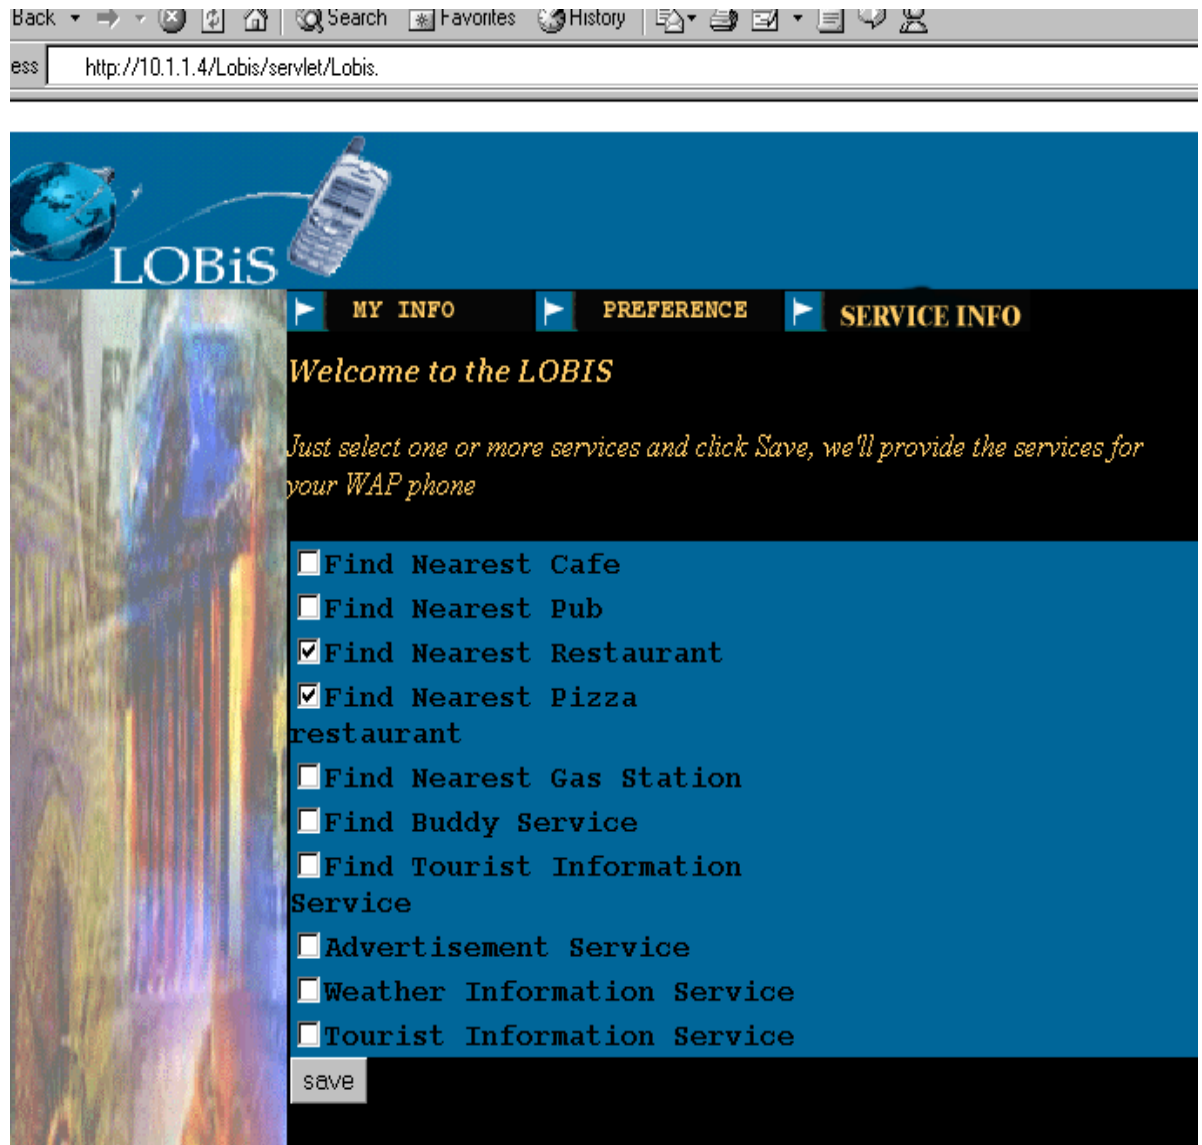 Back Search Favorites History
ess http://10.1.1.4/Lobis/servlet/Lobis.
LOBiS
MY INFO PREFERENCE SERVICE INFO
Welcome to the LOBIS
Just select one or more services and click Save, we'll provide the services for
your WAP phone
Find Nearest Cafe
Find Nearest Pub
Find Nearest Restaurant
Find Nearest Pizza
restaurant
Find Nearest Gas Station
Find Buddy Service
Find Tourist Information
Service
Advertisement Service
Weather Information Service
Tourist Information Service
save